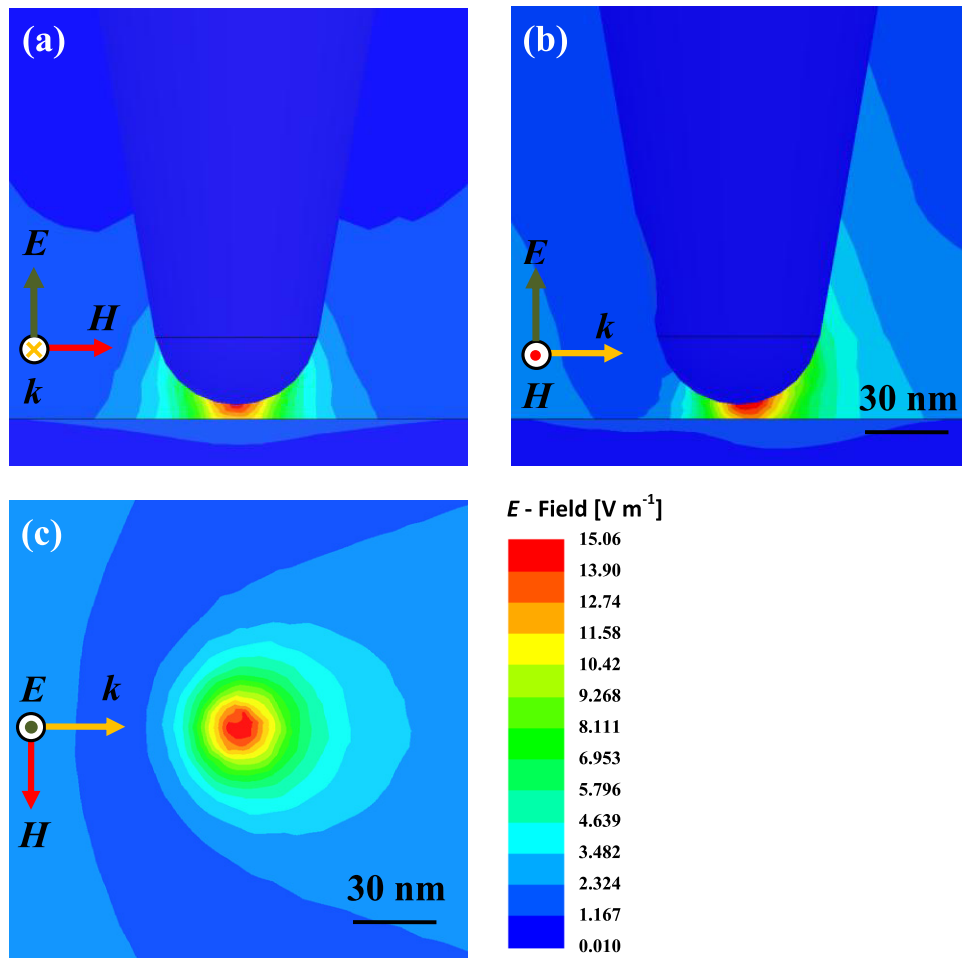 (a)
E
H
k
(b)
E
k
H
30 nm
(c)
E
k
H
30 nm
E - Field [V m⁻¹]
15.06
13.90
12.74
11.58
10.42
9.268
8.111
6.953
5.796
4.639
3.482
2.324
1.167
0.010